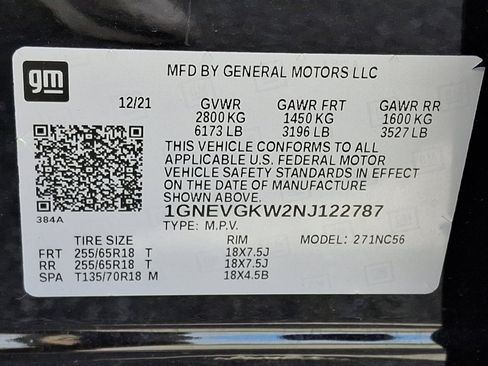 gm
MFD BY GENERAL MOTORS LLC
12/21 GVWR GAWR FRT GAWR RR
2800 KG 1450 KG 1600 KG
6173 LB 3196 LB 3527 LB
THIS VEHICLE CONFORMS TO ALL
APPLICABLE U.S. FEDERAL MOTOR
VEHICLE SAFETY STANDARDS IN EFFECT
ON THE DATE OF MANUFACTURE
SHOWN ABOVE.
384A 1GNEVGKW2NJ122787
TYPE: M.P.V.
TIRE SIZE RIM MODEL: 271NC56
FRT 255/65R18 T 18X7.5J
RR 255/65R18 T 18X7.5J
SPA T135/70R18 M 18X4.5B